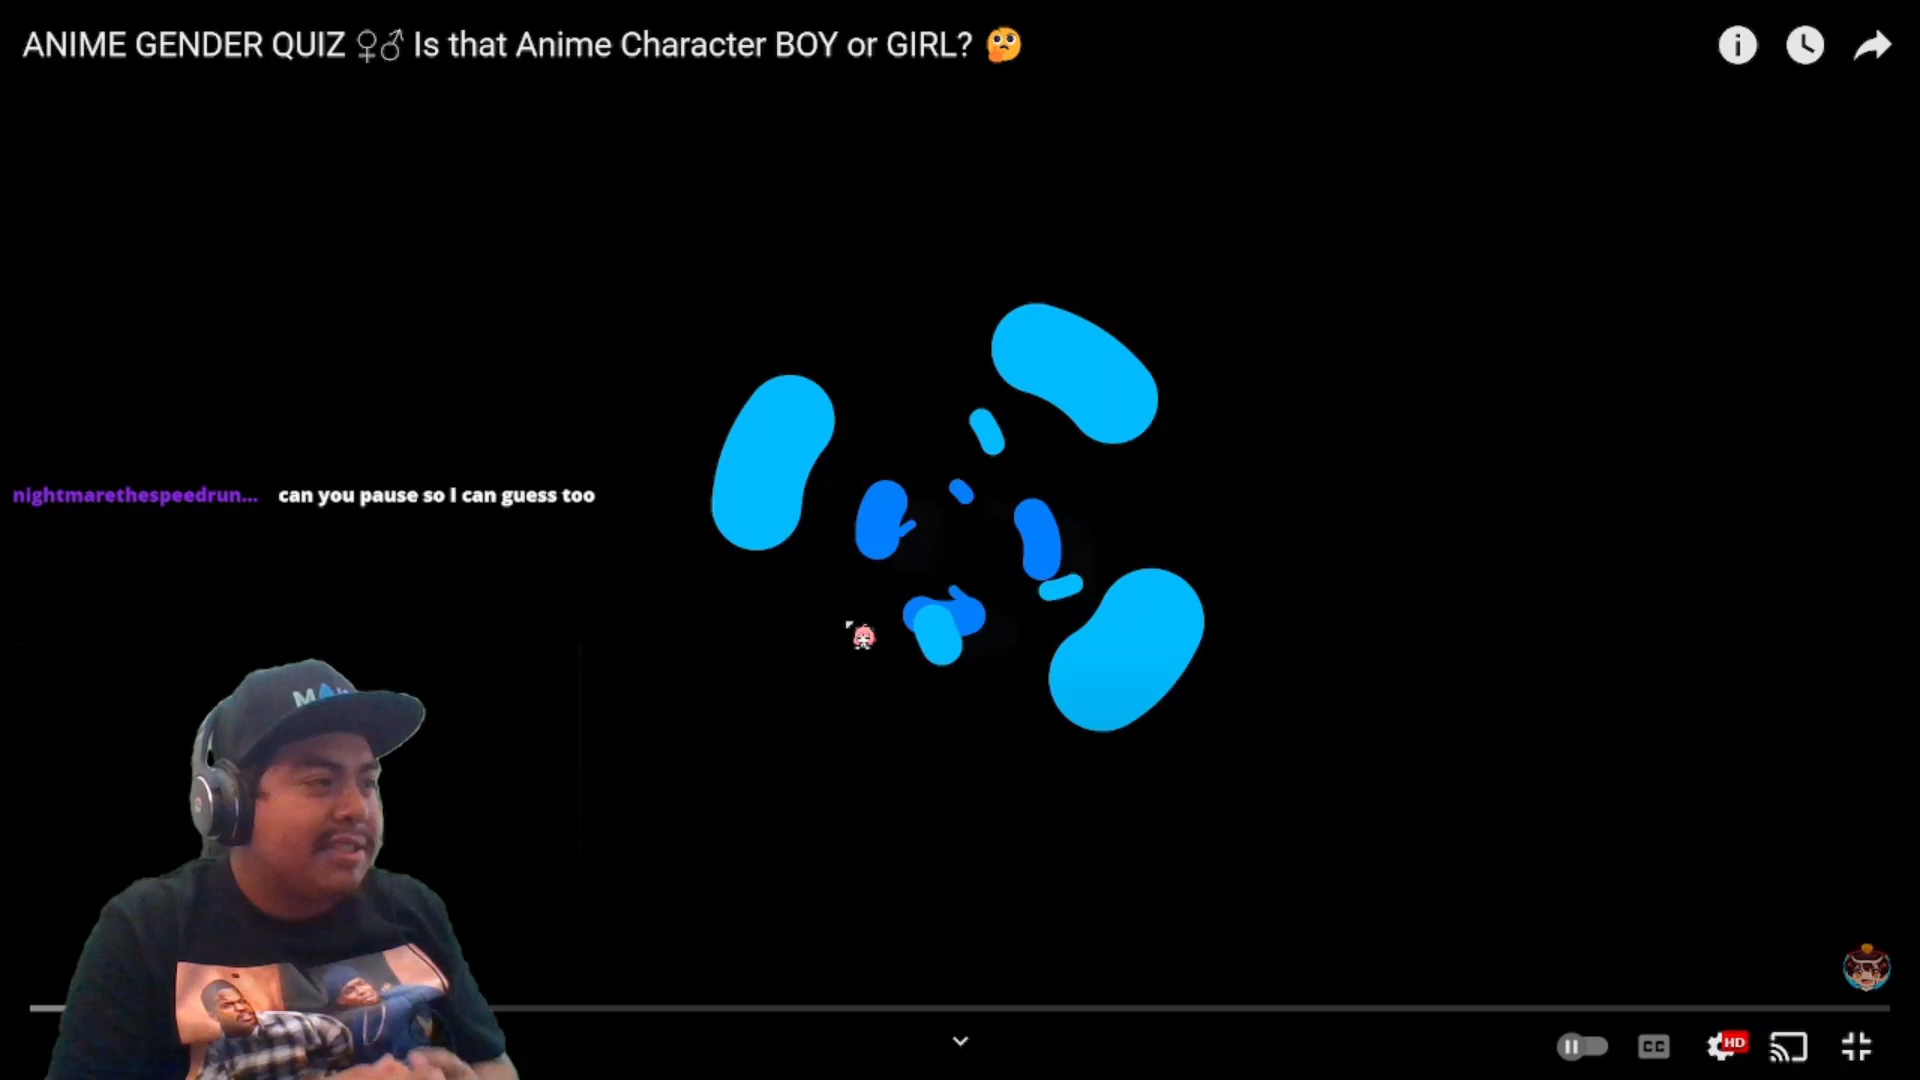 ANIME GENDER QUIZ ♀♂ Is that Anime Character BOY or GIRL? 🤔
nightmarethespeedrun... can you pause so I can guess too
CC
HD